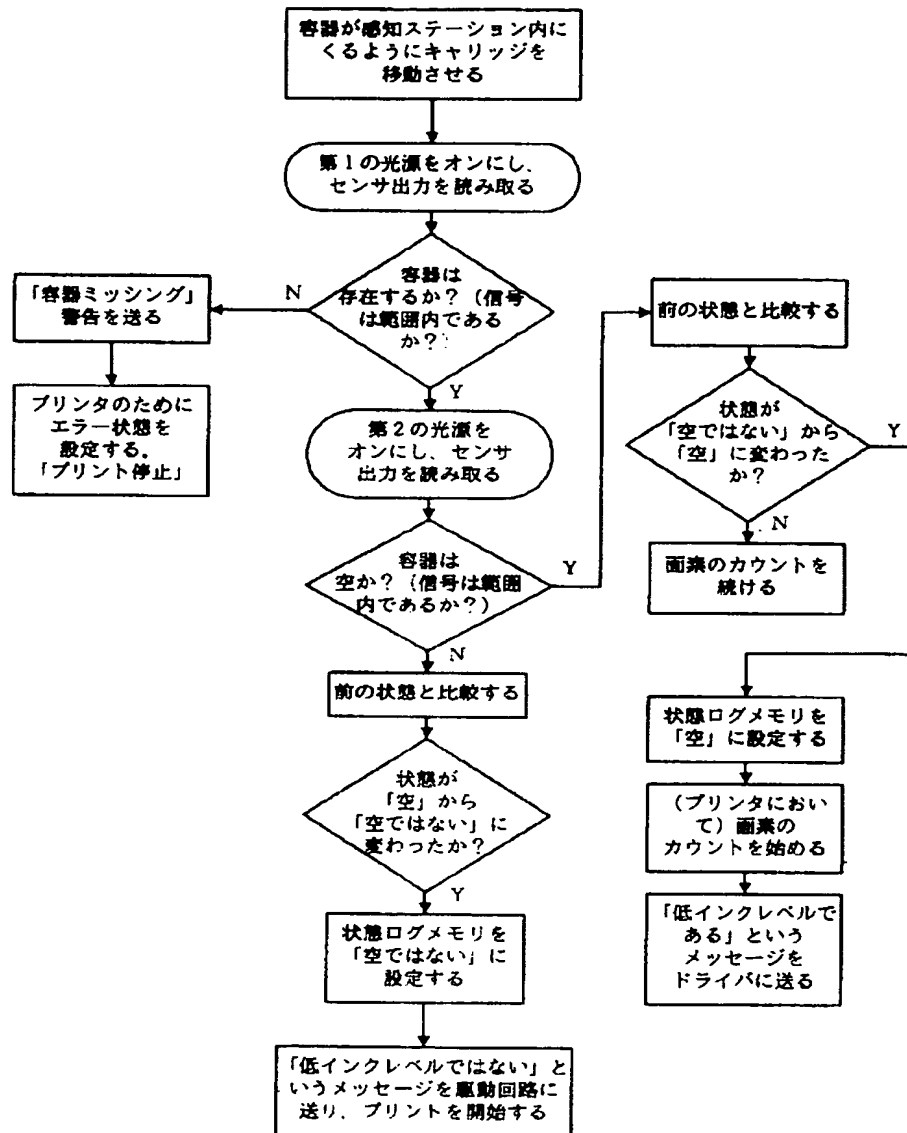 容器が感知ステーション内に
くるようにキャリッジを
移動させる
第1の光源をオンにし、
センサ出力を読み取る
容器は
存在するか？（信号
は範囲内である
か？）
N
「容器ミッシング」
警告を送る
プリンタのために
エラー状態を
設定する.
「プリント停止」
Y
第2の光源を
オンにし、センサ
出力を読み取る
容器は
空か？（信号は範囲
内であるか？）
Y
前の状態と比較する
状態が
「空ではない」から
「空」に変わった
か？
Y
N
画素のカウントを
続ける
状態ログメモリを
「空」に設定する
（プリンタにおい
て）画素の
カウントを始める
「低インクレベルで
ある」という
メッセージを
ドライバに送る
N
前の状態と比較する
状態が
「空」から
「空ではない」に
変わったか？
Y
状態ログメモリを
「空ではない」に
設定する
「低インクレベルではない」と
いうメッセージを駆動回路に
送り、プリントを開始する